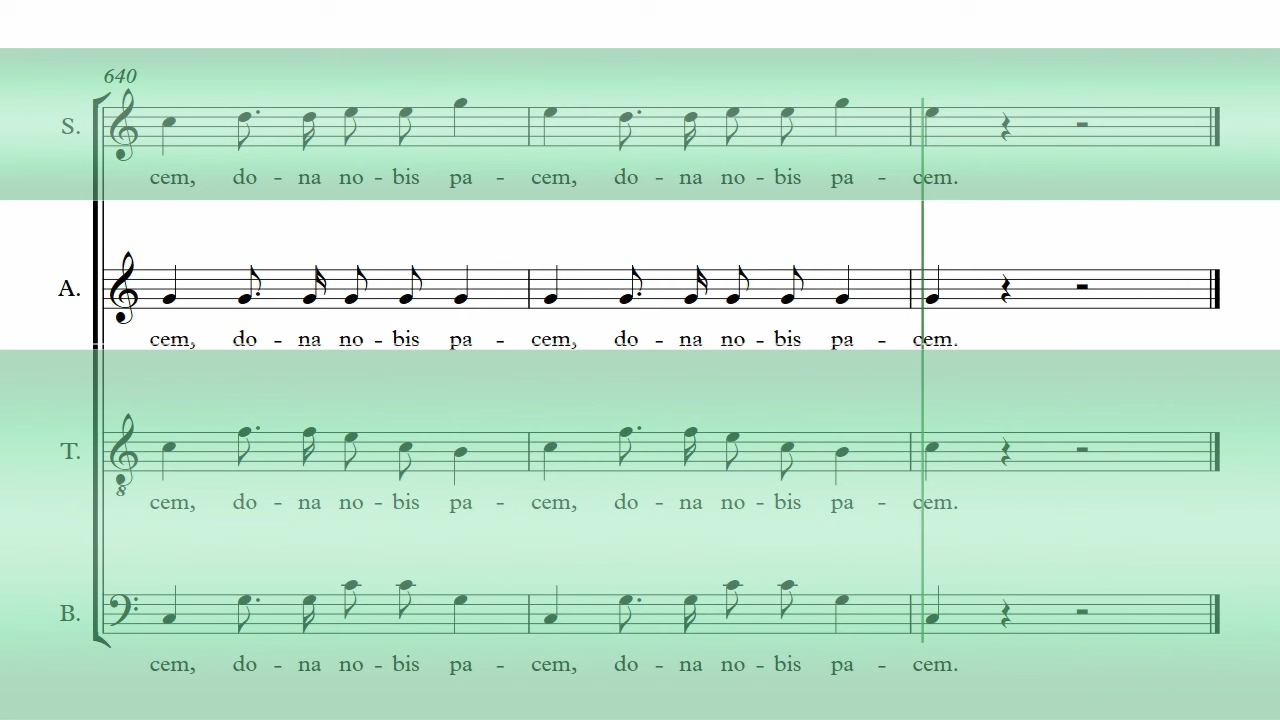 640
S.
cem, do - na no - bis pa - cem, do - na no - bis pa - cem.
A.
cem, do - na no - bis pa - cem, do - na no - bis pa - cem.
T.
8
cem, do - na no - bis pa - cem, do - na no - bis pa - cem.
B.
cem, do - na no - bis pa - cem, do - na no - bis pa - cem.